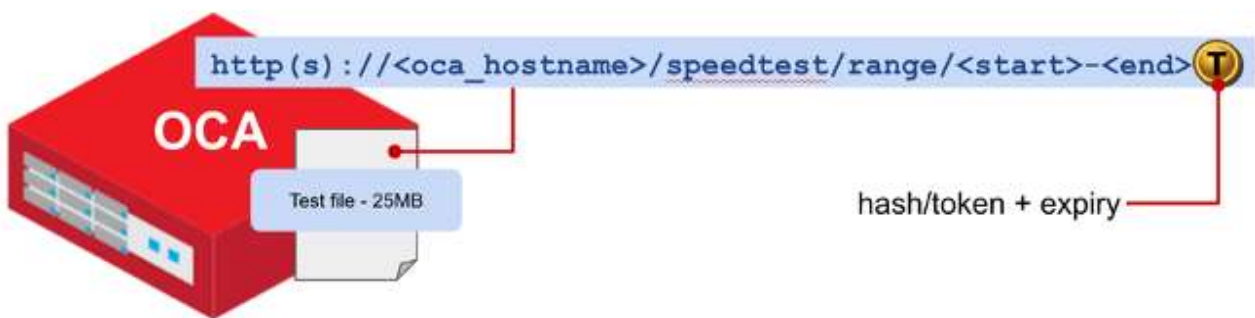 http(s)://<oca_hostname>/speedtest/range/<start>-<end> T
OCA
Test file - 25MB
hash/token + expiry